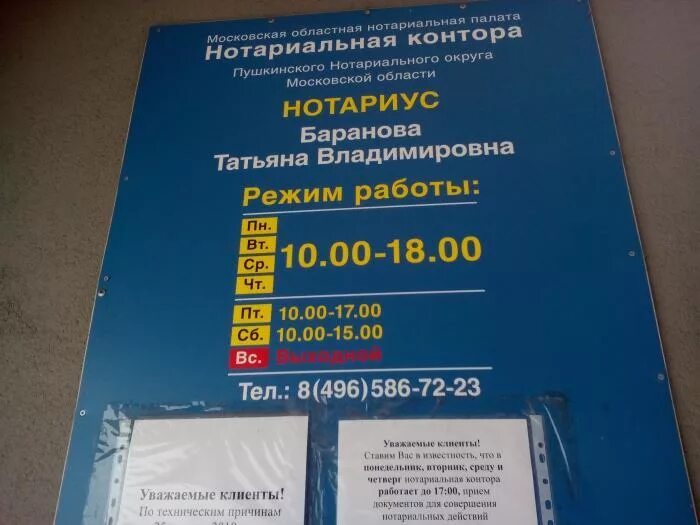 Московская областная нотариальная палата
Нотариальная контора
Пушкинского Нотариального округа
Московской области
НОТАРИУС
Баранова
Татьяна Владимировна
Режим работы:
Пн.
Вт.
Ср.
Чт.
10.00-18.00
Пт. 10.00-17.00
Сб. 10.00-15.00
Вс. Выходной
Тел.: 8(496)586-72-23
Уважаемые клиенты!
По техническим причинам
Уважаемые клиенты!
Ставим Вас в известность, что в
понедельник, вторник, среду и
четверг нотариальная контора
работает до 17:00, прием
документов для совершения
нотариальных действий